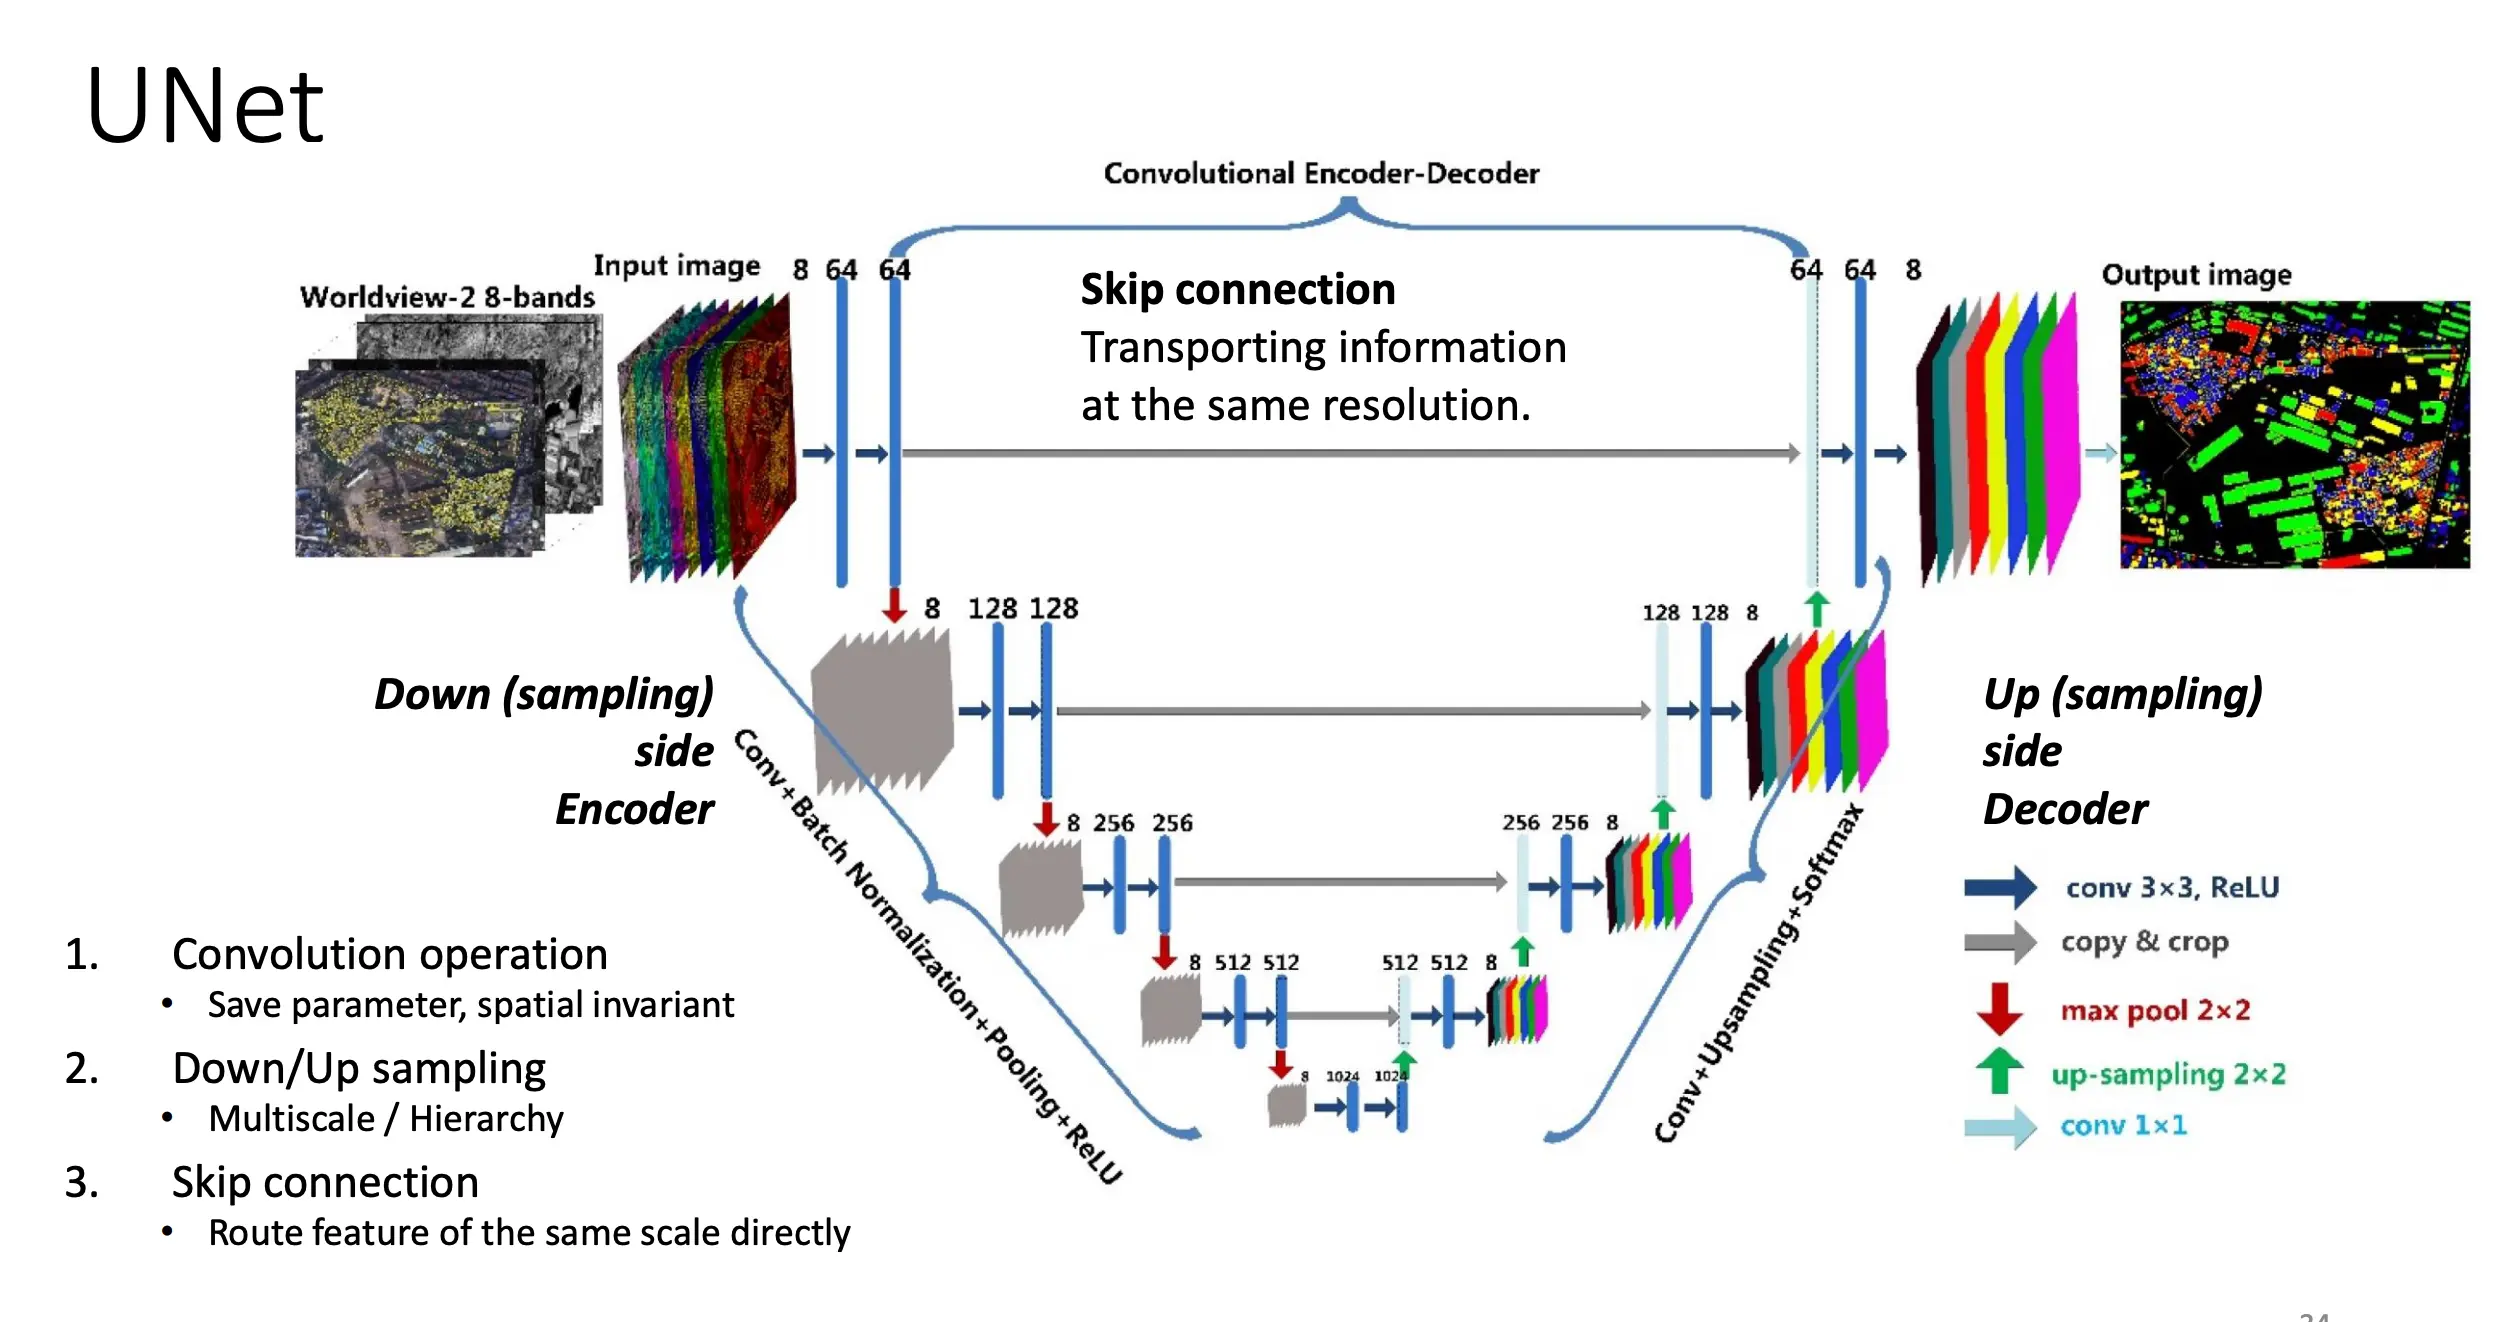 UNet
Convolutional Encoder-Decoder
Worldview-2 8-bands
Input image
8 64 64
Skip connection
Transporting information
at the same resolution.
64 64 8
Output image
8 128 128
128 128 8
Down (sampling)
side
Encoder
Up (sampling)
side
Decoder
8 256 256
256 256 8
8 512 512
512 512 8
8 1024 1024
Conv+Batch Normalization+Pooling+ReLU
Conv+Upsampling+Softmax
conv 3×3, ReLU
copy & crop
max pool 2×2
up-sampling 2×2
conv 1×1
1. Convolution operation
• Save parameter, spatial invariant
2. Down/Up sampling
• Multiscale / Hierarchy
3. Skip connection
• Route feature of the same scale directly